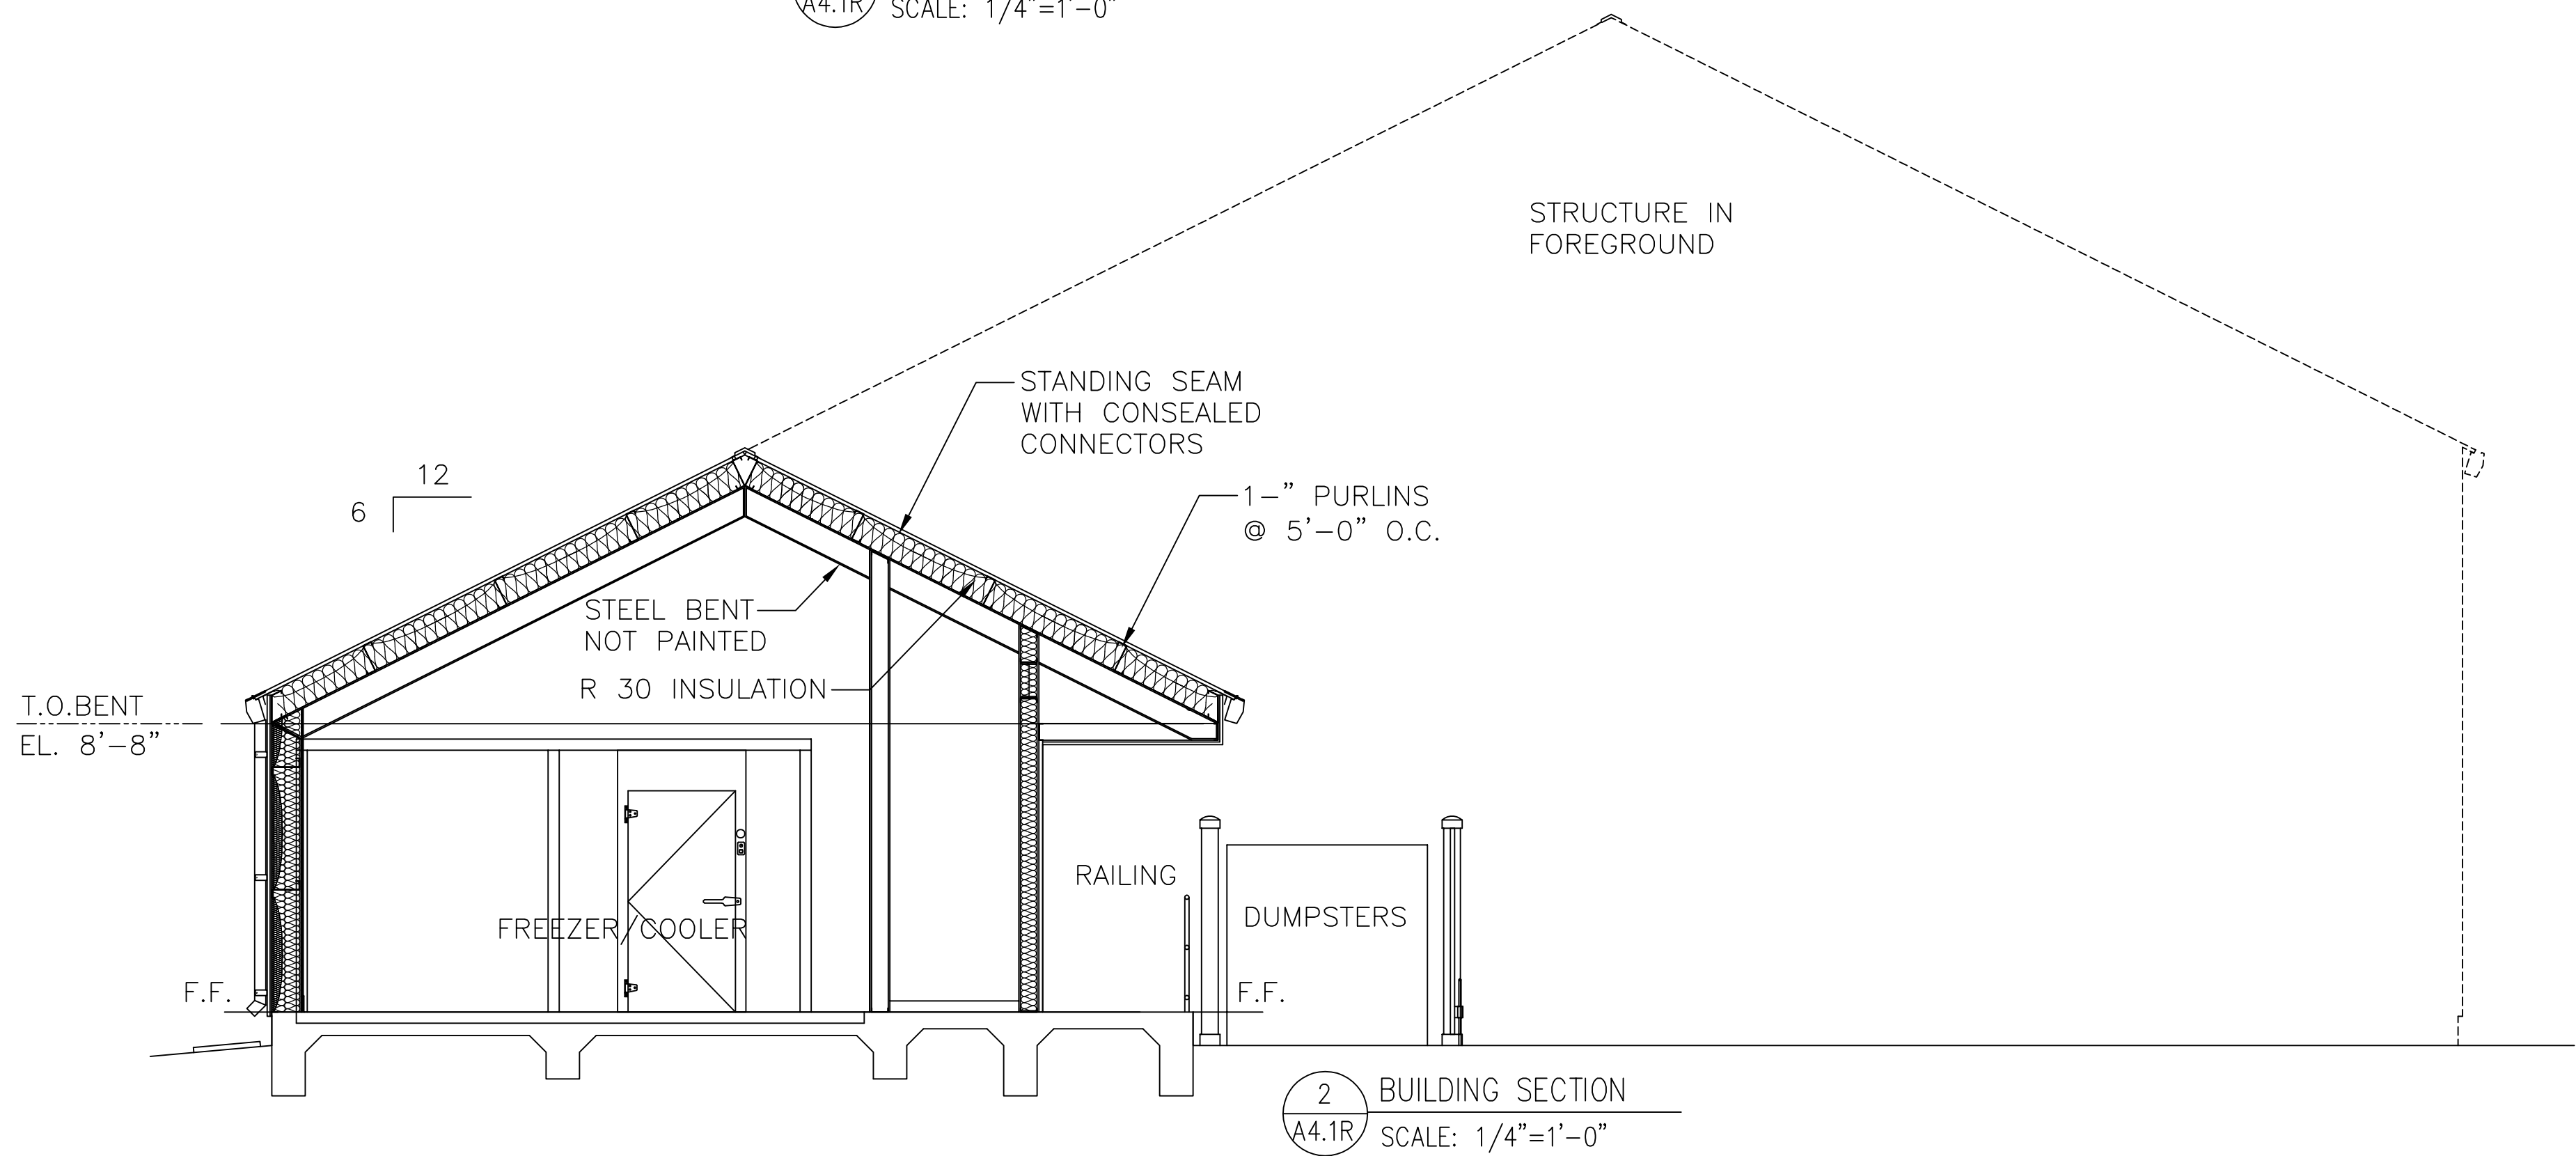 A4.1R
SCALE: 1/4"=1'-0"
STRUCTURE IN
FOREGROUND
STANDING SEAM
WITH CONSEALED
CONNECTORS
12
6
1-" PURLINS
@ 5'-0" O.C.
STEEL BENT
NOT PAINTED
R 30 INSULATION
T.O.BENT
EL. 8'-8"
RAILING
DUMPSTERS
FREEZER/COOLER
F.F.
F.F.
2
A4.1R
BUILDING SECTION
SCALE: 1/4"=1'-0"